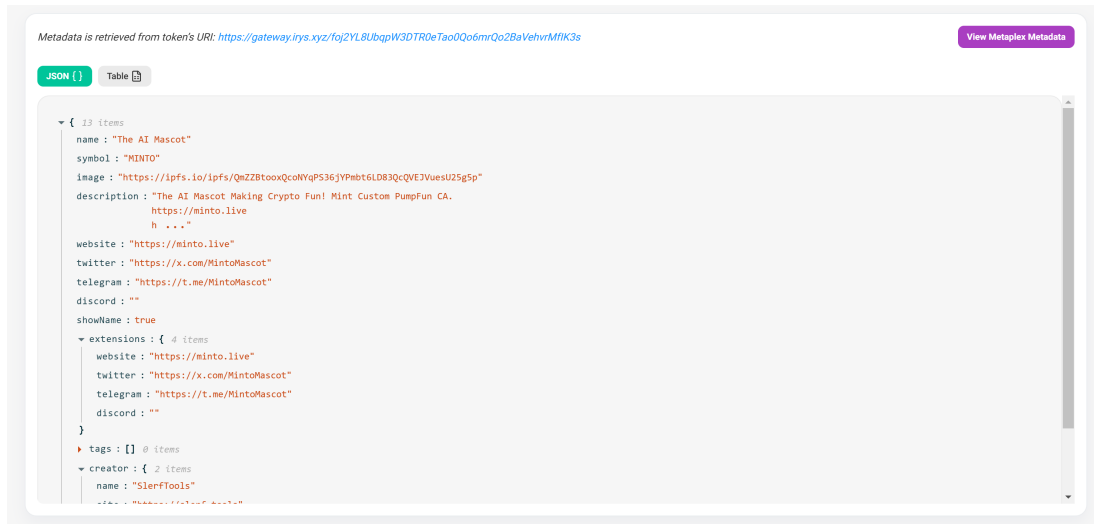 Metadata is retrieved from token's URI: https://gateway.irys.xyz/foj2YL8UbqpW3DTR0eTao0Qo6mrQo2BaVehvrMfIK3s
View Metaplex Metadata
JSON { }
Table
{ 13 items
name : "The AI Mascot"
symbol : "MINTO"
image : "https://ipfs.io/ipfs/QmZZBtooxQcoNYqPS36jYPmbt6LD83QcQVEJVuesU25g5p"
description : "The AI Mascot Making Crypto Fun! Mint Custom PumpFun CA.
https://minto.live
h ..."
website : "https://minto.live"
twitter : "https://x.com/MintoMascot"
telegram : "https://t.me/MintoMascot"
discord : ""
showName : true
extensions : { 4 items
website : "https://minto.live"
twitter : "https://x.com/MintoMascot"
telegram : "https://t.me/MintoMascot"
discord : ""
}
tags : [] 0 items
creator : { 2 items
name : "SlerfTools"
site : "https://slerf.tools"